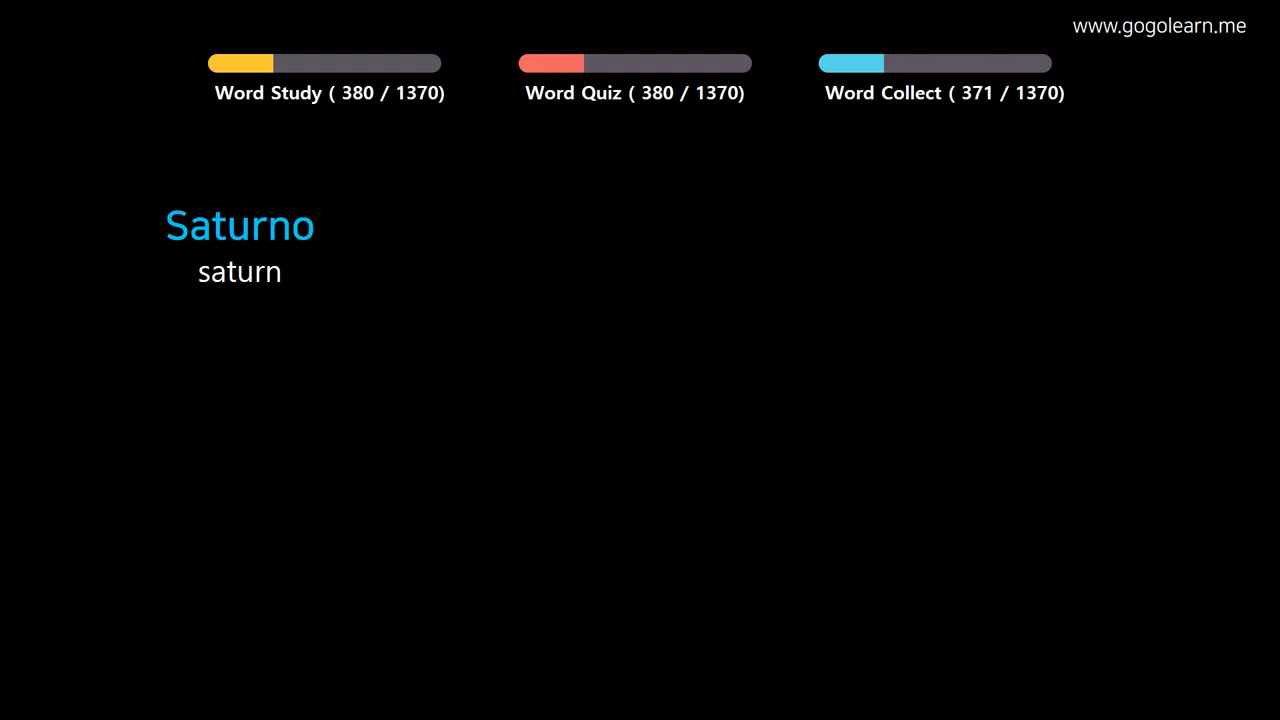 www.gogolearn.me
Word Study ( 380 / 1370)
Word Quiz ( 380 / 1370)
Word Collect ( 371 / 1370)
Saturno
saturn